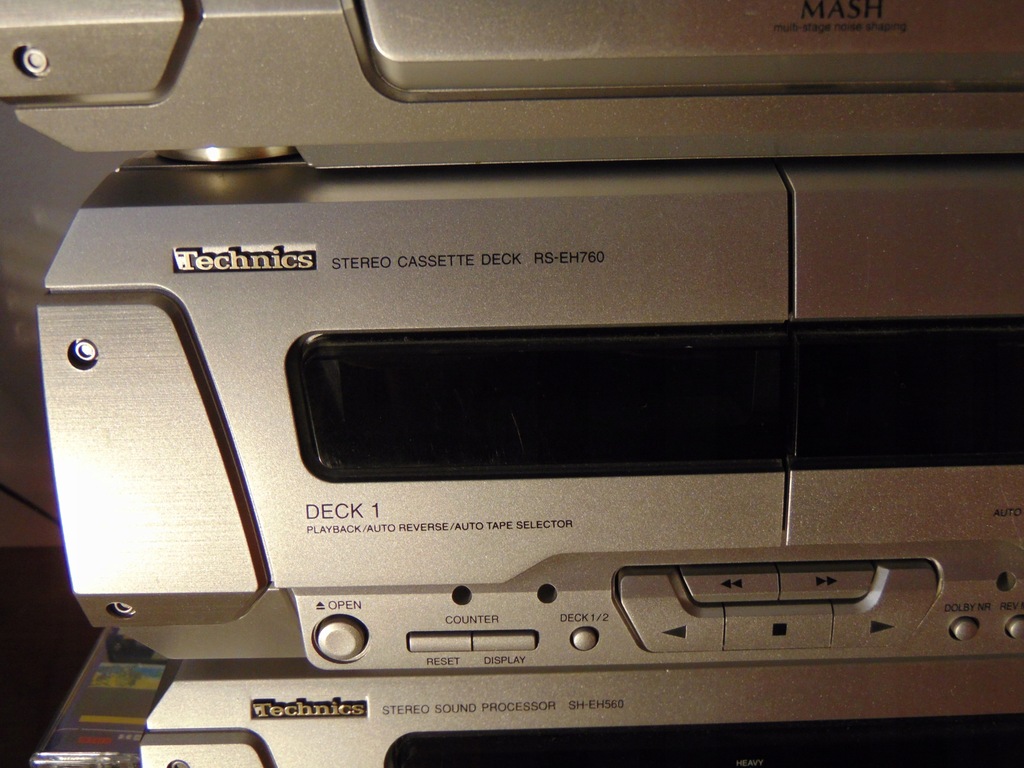 MASH
multi-stage noise shaping
Technics STEREO CASSETTE DECK RS-EH760
DECK 1
PLAYBACK/AUTO REVERSE/AUTO TAPE SELECTOR
AUTO
OPEN
COUNTER
DECK 1/2
DOLBY NR
REV
RESET
DISPLAY
Technics STEREO SOUND PROCESSOR SH-EH560
HEAVY